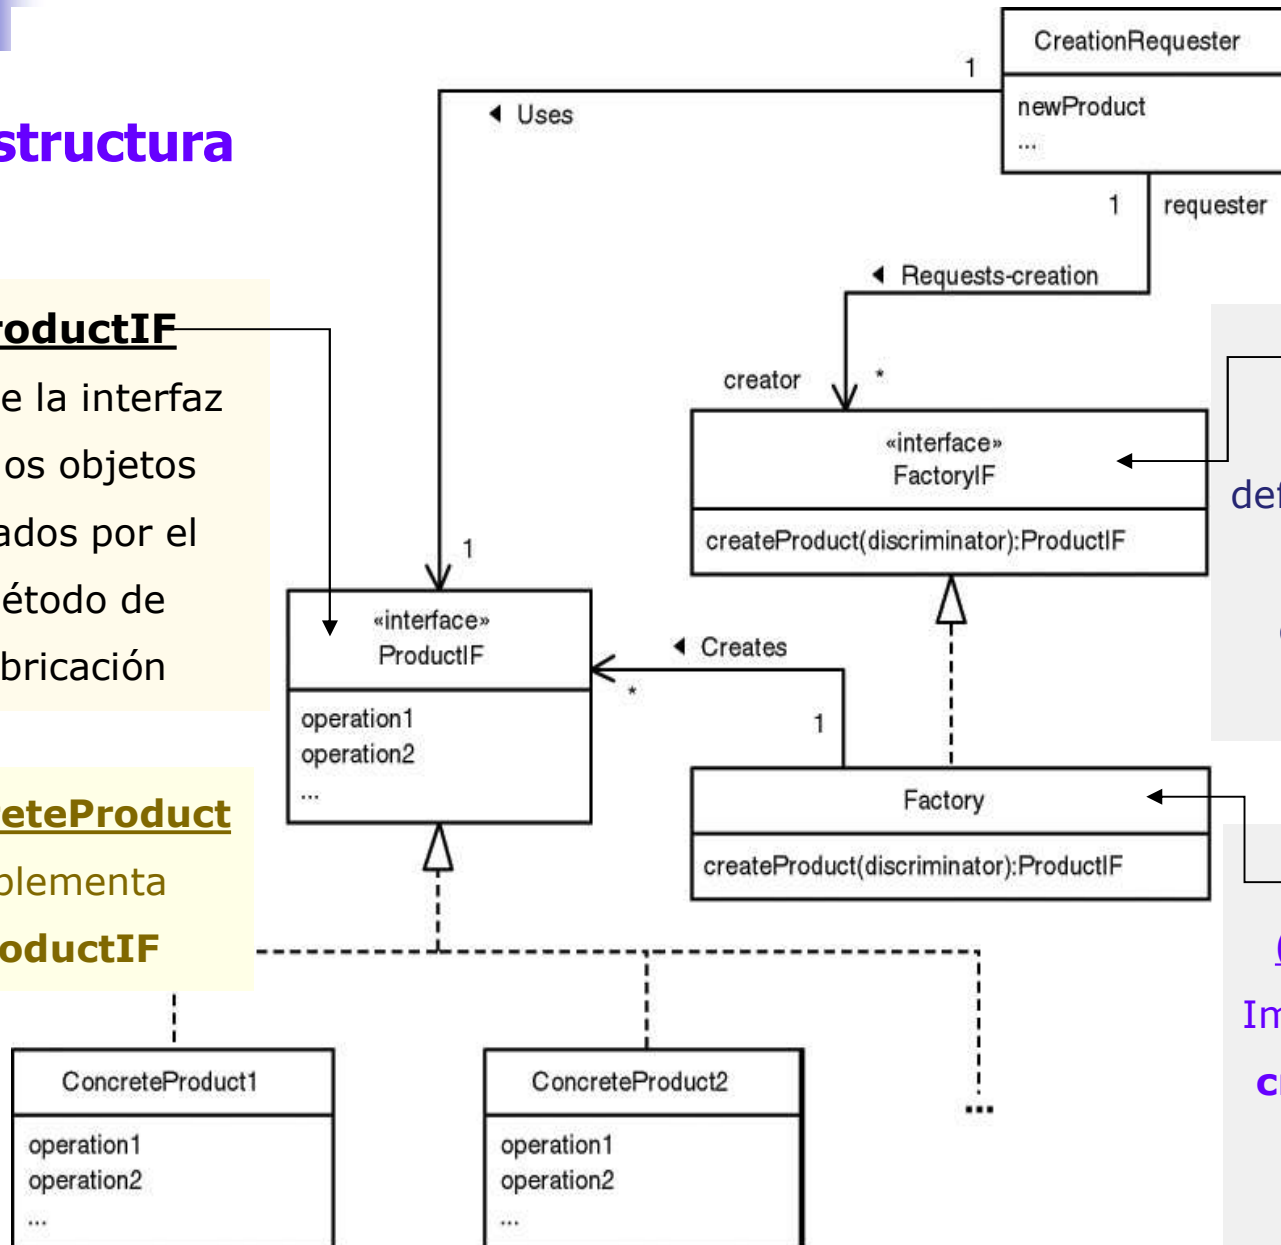 structura
CreationRequester
newProduct
...
1
◄ Uses
1
requester
◄ Requests-creation
creator
*
«interface»
FactoryIF
createProduct(discriminator):ProductIF
roductIF
e la interfaz
os objetos
ados por el
étodo de
bricación
def
1
«interface»
ProductIF
operation1
operation2
...
◄ Creates
*
1
Factory
createProduct(discriminator):ProductIF
reteProduct
plementa
oductIF
(
Im
c
ConcreteProduct1
operation1
operation2
...
ConcreteProduct2
operation1
operation2
...
...